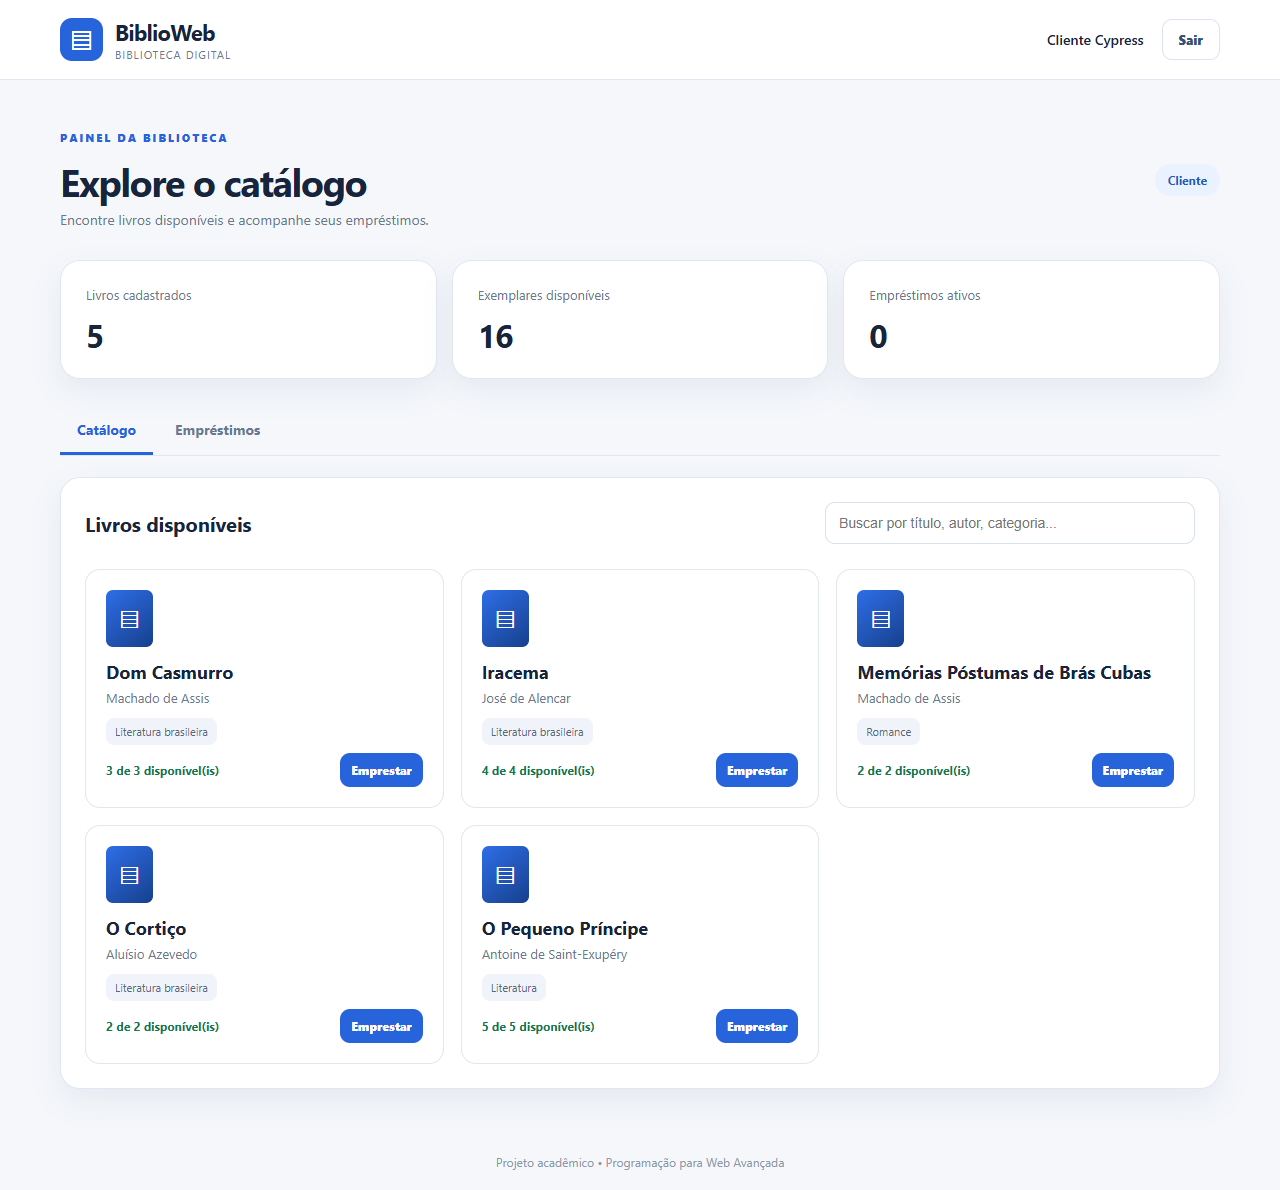 BiblioWeb
BIBLIOTECA DIGITAL
Cliente Cypress
Sair
PAINEL DA BIBLIOTECA
Explore o catálogo
Encontre livros disponíveis e acompanhe seus empréstimos.
Cliente
Livros cadastrados
5
Exemplares disponíveis
16
Empréstimos ativos
0
Catálogo
Empréstimos
Livros disponíveis
Buscar por título, autor, categoria...
Dom Casmurro
Machado de Assis
Literatura brasileira
3 de 3 disponível(is)
Emprestar
Iracema
José de Alencar
Literatura brasileira
4 de 4 disponível(is)
Emprestar
Memórias Póstumas de Brás Cubas
Machado de Assis
Romance
2 de 2 disponível(is)
Emprestar
O Cortiço
Aluísio Azevedo
Literatura brasileira
2 de 2 disponível(is)
Emprestar
O Pequeno Príncipe
Antoine de Saint-Exupéry
Literatura
5 de 5 disponível(is)
Emprestar
Projeto acadêmico • Programação para Web Avançada